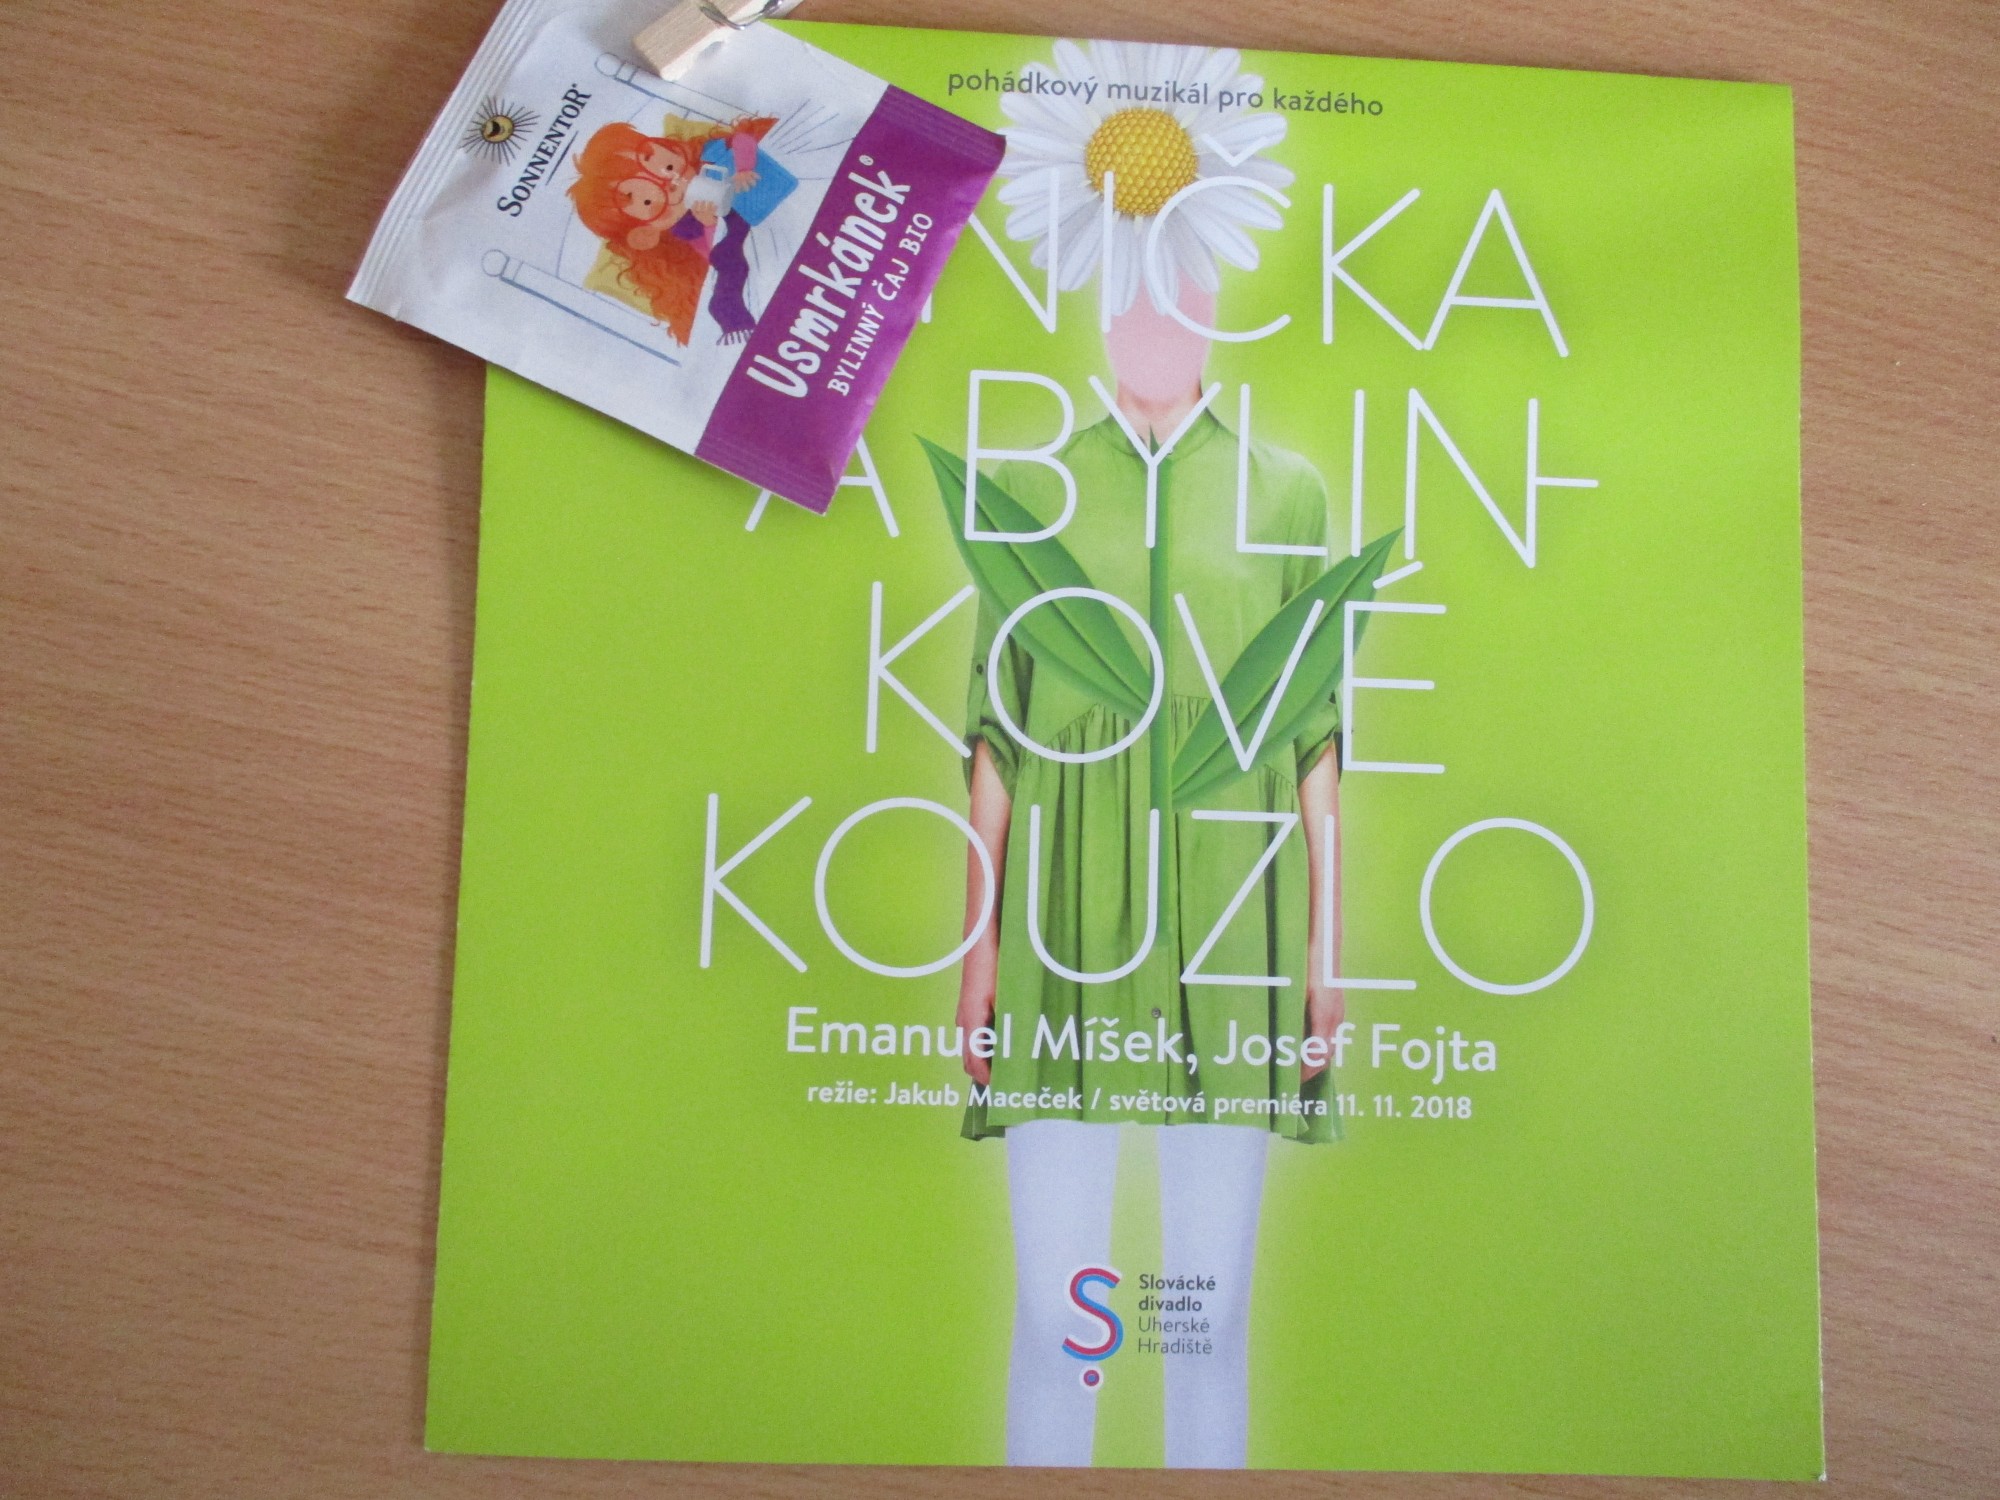 pohádkový muzikál pro každého
SONNENTOR®
Usmrkánek®
BYLINNÝ ČAJ BIO
NIČKA
A BYLIN-
KOVÉ
KOUZLO
Emanuel Míšek, Josef Fojta
režie: Jakub Maceček / světová premiéra 11. 11. 2018
Slovácké
divadlo
Uherské
Hradiště